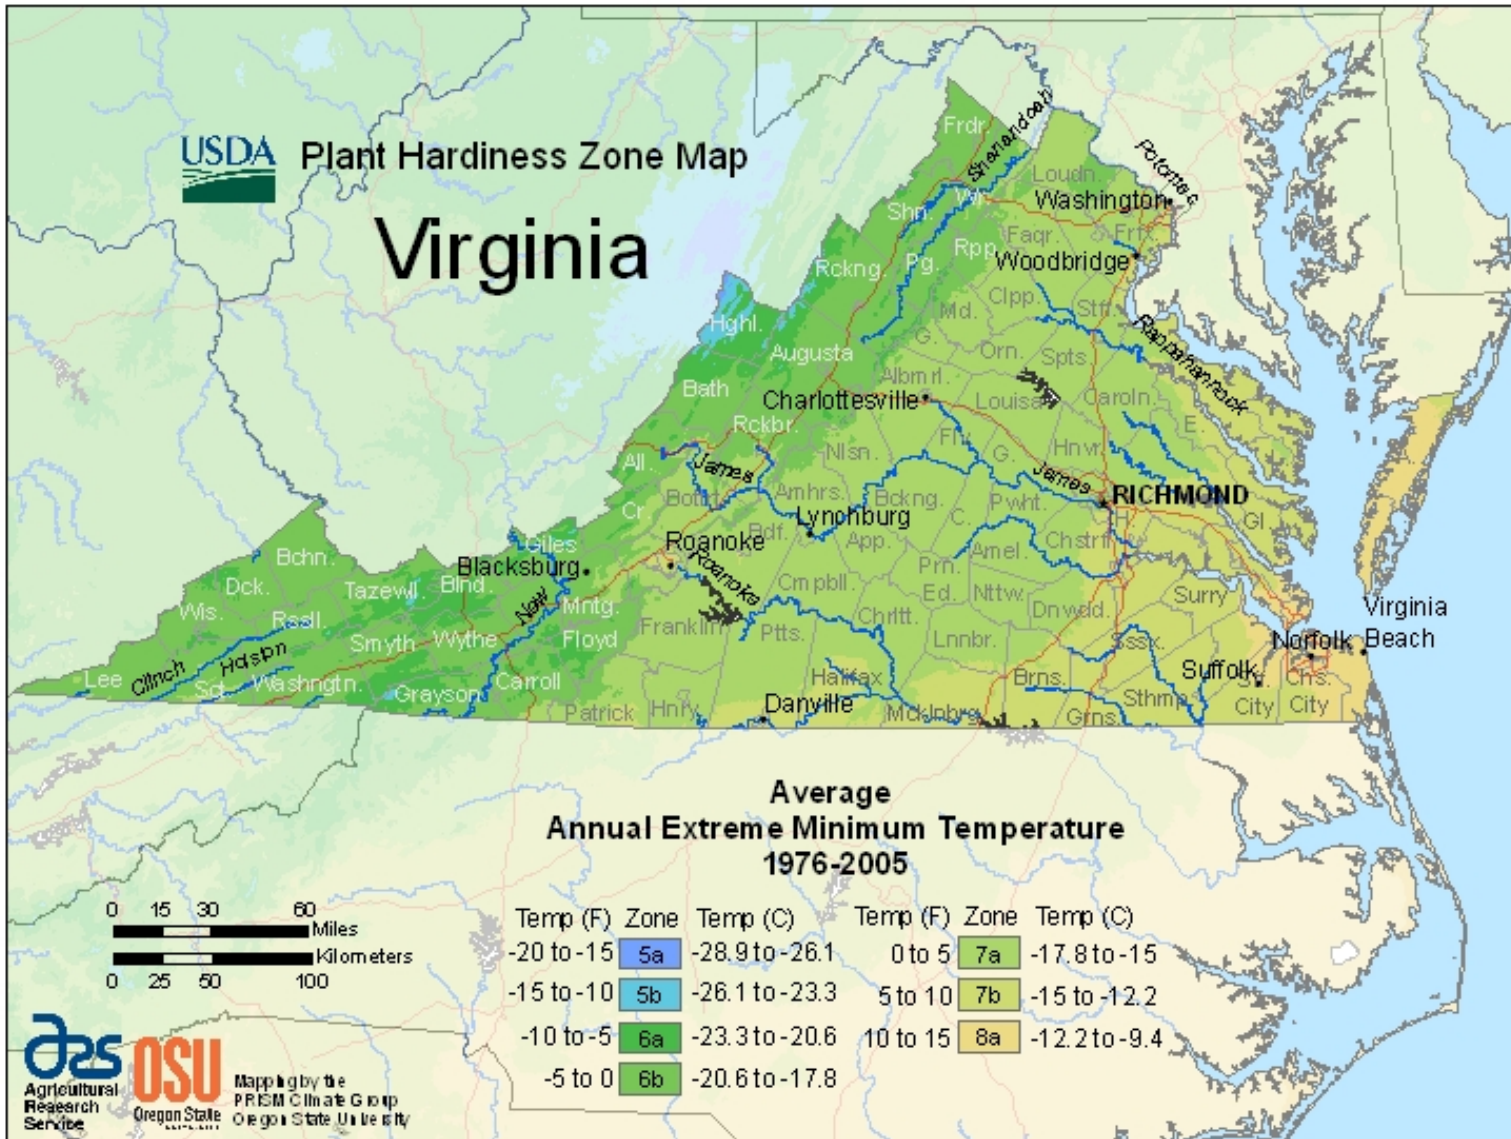 USDA Plant Hardiness Zone Map
Virginia
Frdr.
Shenandoah
Potomac
Loudn.
Washington
Wr.
Shn.
Faqr.
Frfx.
Rckng.
Pg.
Rpp.
Woodbridge
Clpp.
Stff.
Md.
Hghl.
G.
Orn.
Spts.
Rappahannock
Augusta
Albmrl.
Bath
Charlottesville
Louisa
Caroln.
Rckbr.
E.
All.
Nlsn.
Flv.
G.
Hnvr.
James
James
Bottrt.
Amhrs.
Bckng.
Pwht.
RICHMOND
Cr.
Lynchburg
C.
H.
Gl.
Bdf.
Giles
Roanoke
App.
Amel.
Chstrfl.
Bchn.
Blacksburg
Roanoke
Prn.
Ed.
Dck.
Tazewll.
Blnd.
Cmpbll.
Nttw.
Wis.
New
Mntg.
Chrltt.
Dnwdd.
Surry
Virginia
Beach
Rssll.
Smyth
Wythe
Floyd
Franklin
Ptts.
Lnnbr.
Sssx.
Norfolk
Lee
Clinch
Holston
Sct.
Washngtn.
Grayson
Carroll
Halifax
Brns.
Suffolk
Patrick
Hnry.
Danville
Mcklnbrg.
Grns.
Sthmp.
Sf.
City
Chs.
City
Average
Annual Extreme Minimum Temperature
1976-2005
0 15 30 60
Miles
Kilometers
0 25 50 100
Temp (F) Zone Temp (C) Temp (F) Zone Temp (C)
-20 to -15 5a -28.9 to -26.1 0 to 5 7a -17.8 to -15
-15 to -10 5b -26.1 to -23.3 5 to 10 7b -15 to -12.2
-10 to -5 6a -23.3 to -20.6 10 to 15 8a -12.2 to -9.4
-5 to 0 6b -20.6 to -17.8
ars
Agricultural
Research
Service
OSU
Oregon State
Mapping by the
PRISM Climate Group
Oregon State University